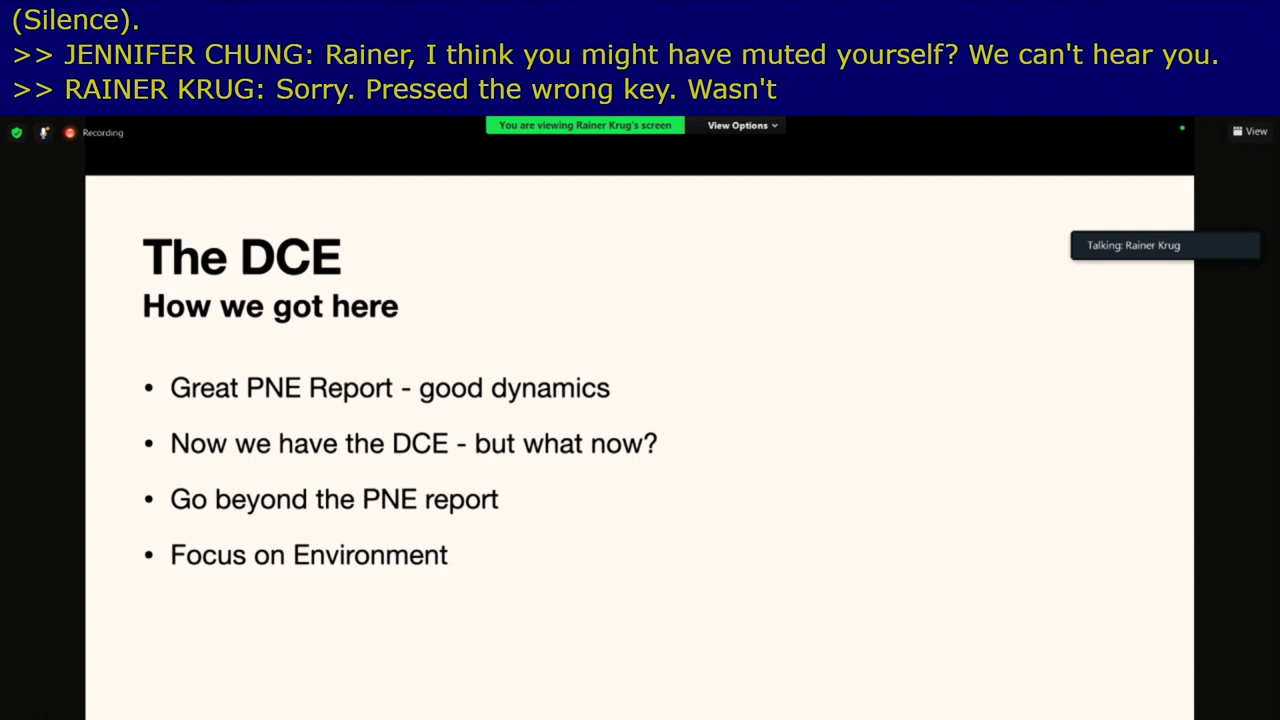 (Silence).
>> JENNIFER CHUNG: Rainer, I think you might have muted yourself? We can't hear you.
>> RAINER KRUG: Sorry. Pressed the wrong key. Wasn't
Recording
You are viewing Rainer Krug's screen
View Options
View
Talking: Rainer Krug
The DCE
How we got here
• Great PNE Report - good dynamics
• Now we have the DCE - but what now?
• Go beyond the PNE report
• Focus on Environment